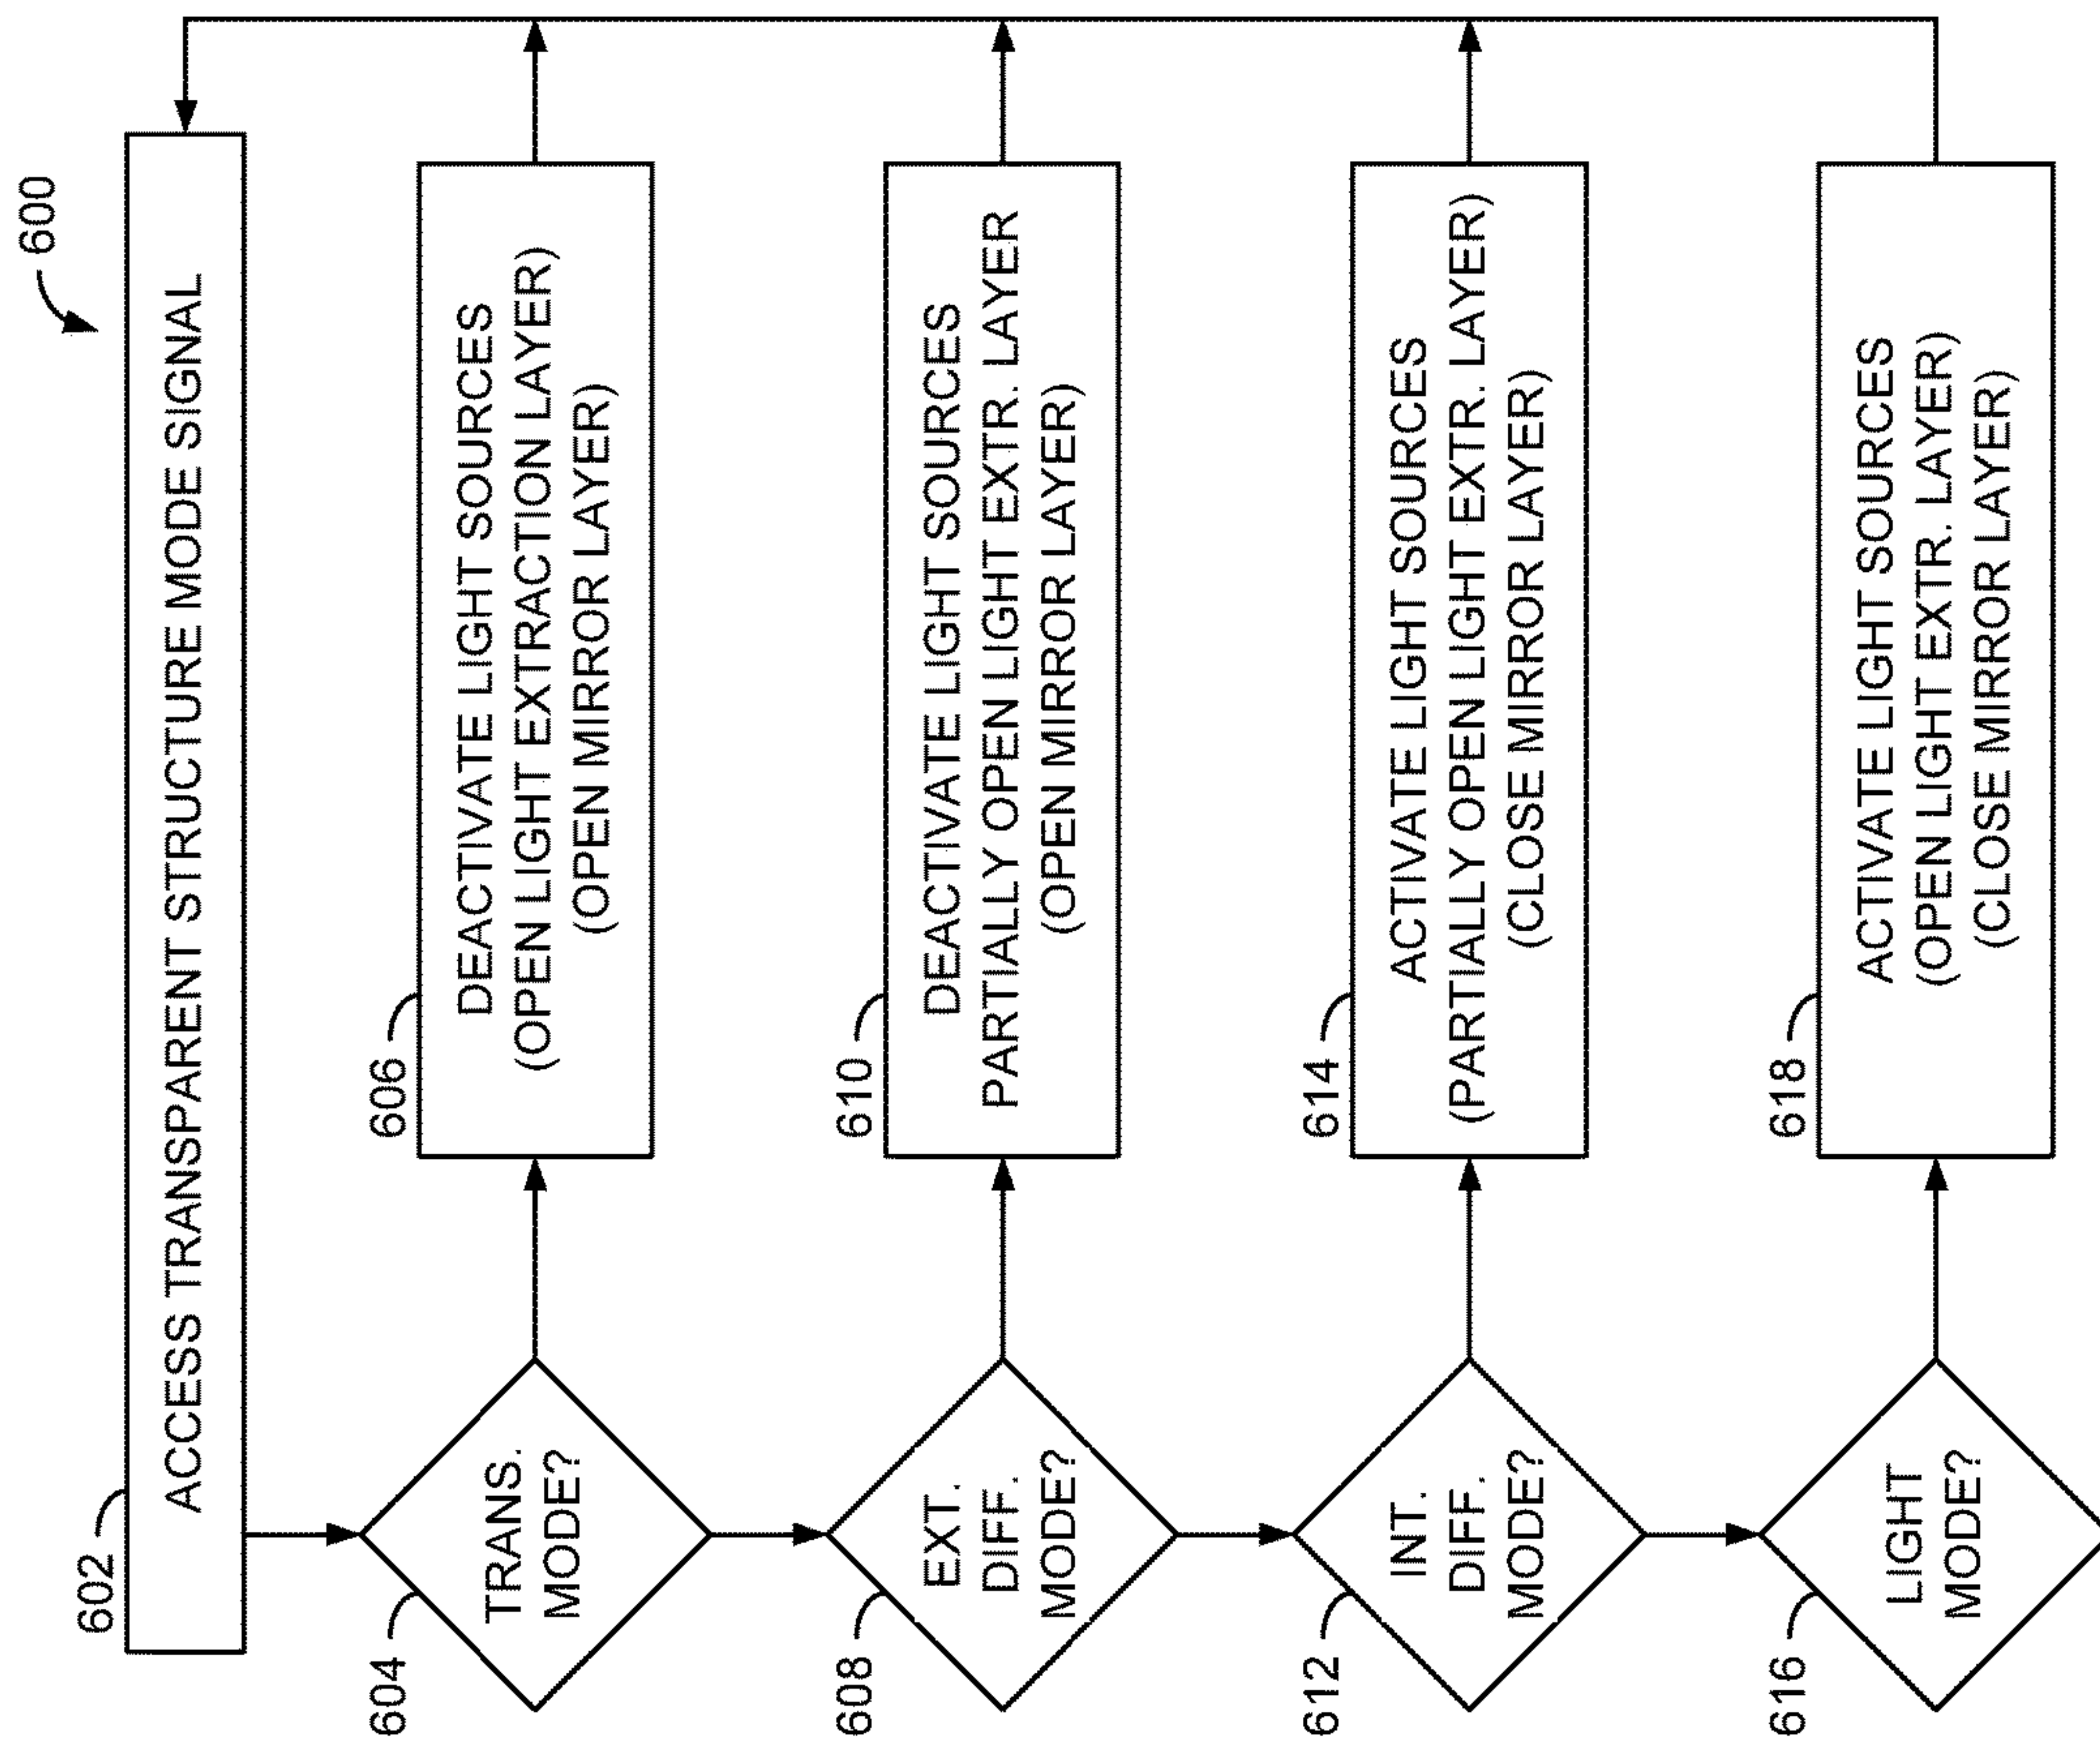 600
602
ACCESS TRANSPARENT STRUCTURE MODE SIGNAL
604
TRANS.
MODE?
606
DEACTIVATE LIGHT SOURCES
(OPEN LIGHT EXTRACTION LAYER)
(OPEN MIRROR LAYER)
608
EXT.
DIFF.
MODE?
610
DEACTIVATE LIGHT SOURCES
PARTIALLY OPEN LIGHT EXTR. LAYER
(OPEN MIRROR LAYER)
612
INT.
DIFF.
MODE?
614
ACTIVATE LIGHT SOURCES
(PARTIALLY OPEN LIGHT EXTR. LAYER)
(CLOSE MIRROR LAYER)
616
LIGHT
MODE?
618
ACTIVATE LIGHT SOURCES
(OPEN LIGHT EXTR. LAYER)
(CLOSE MIRROR LAYER)